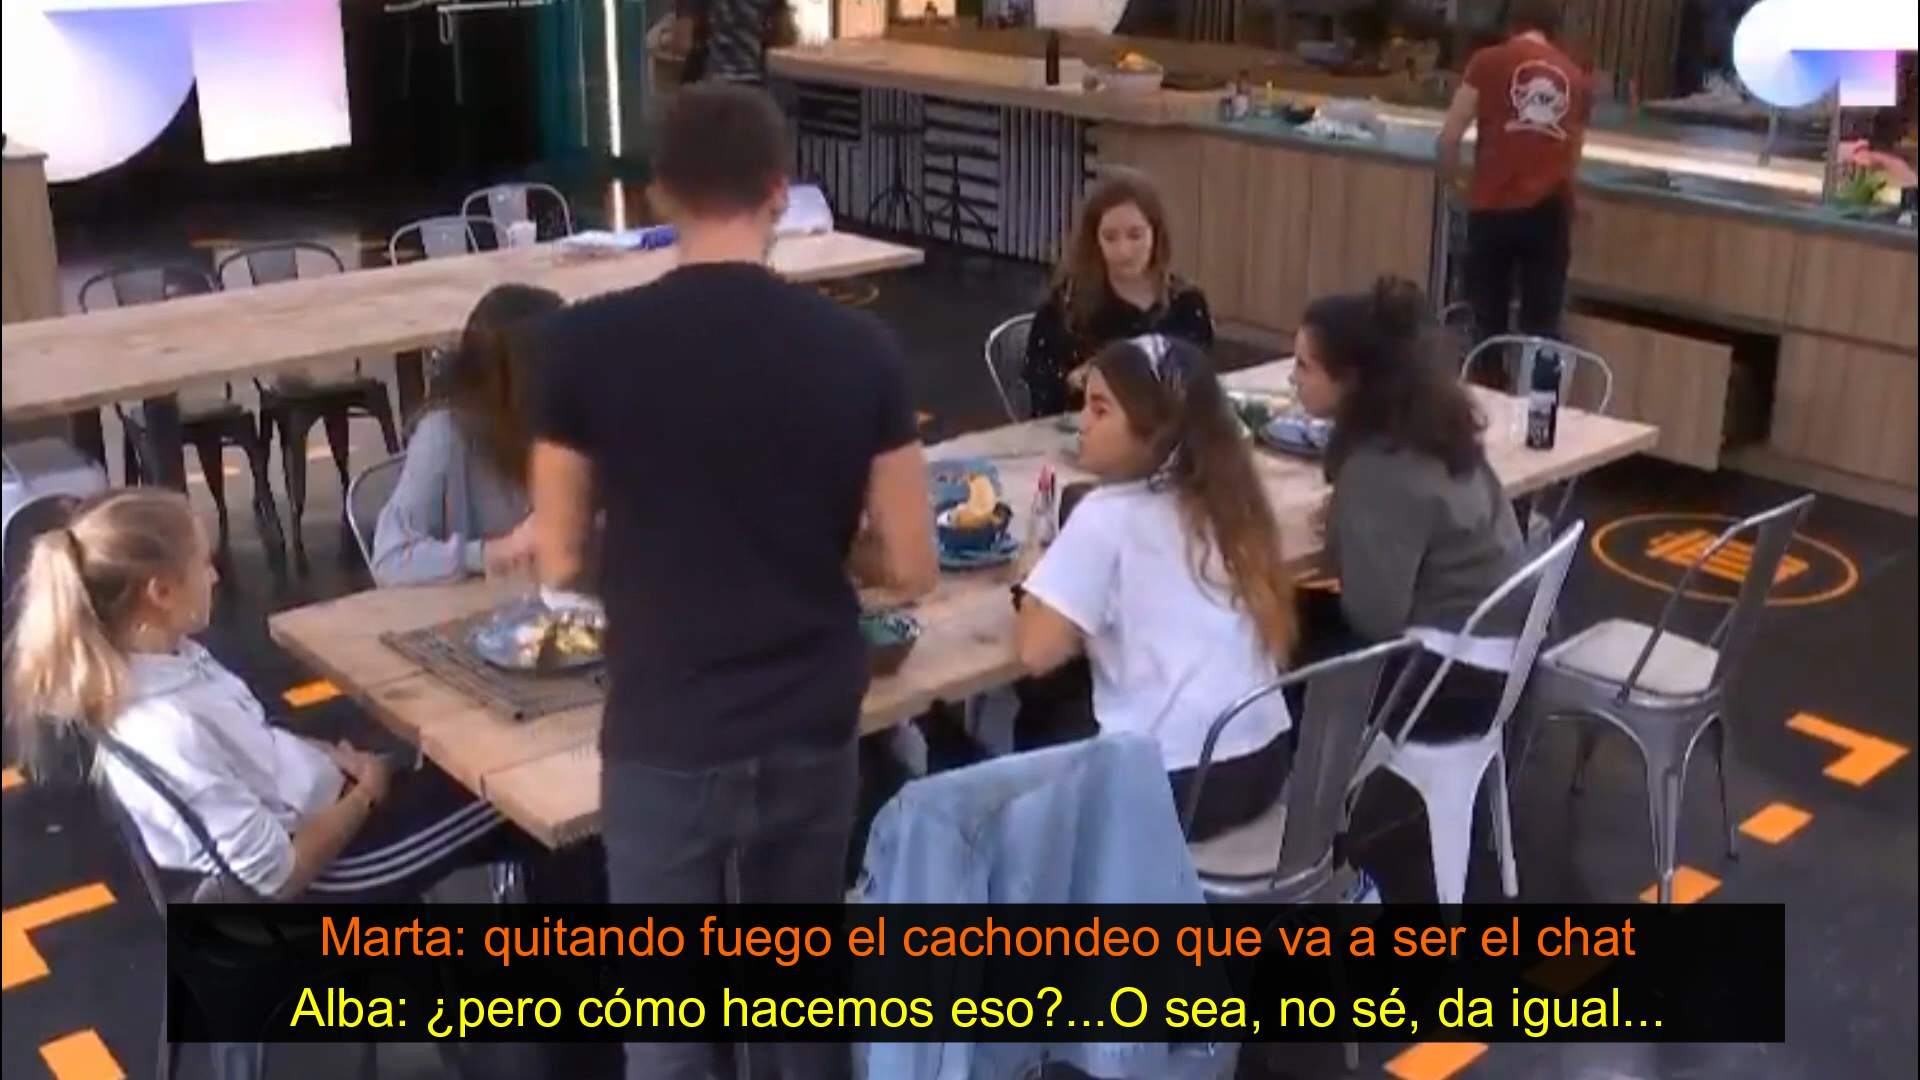 Marta: quitando fuego el cachondeo que va a ser el chat
Alba: ¿pero cómo hacemos eso?...O sea, no sé, da igual...